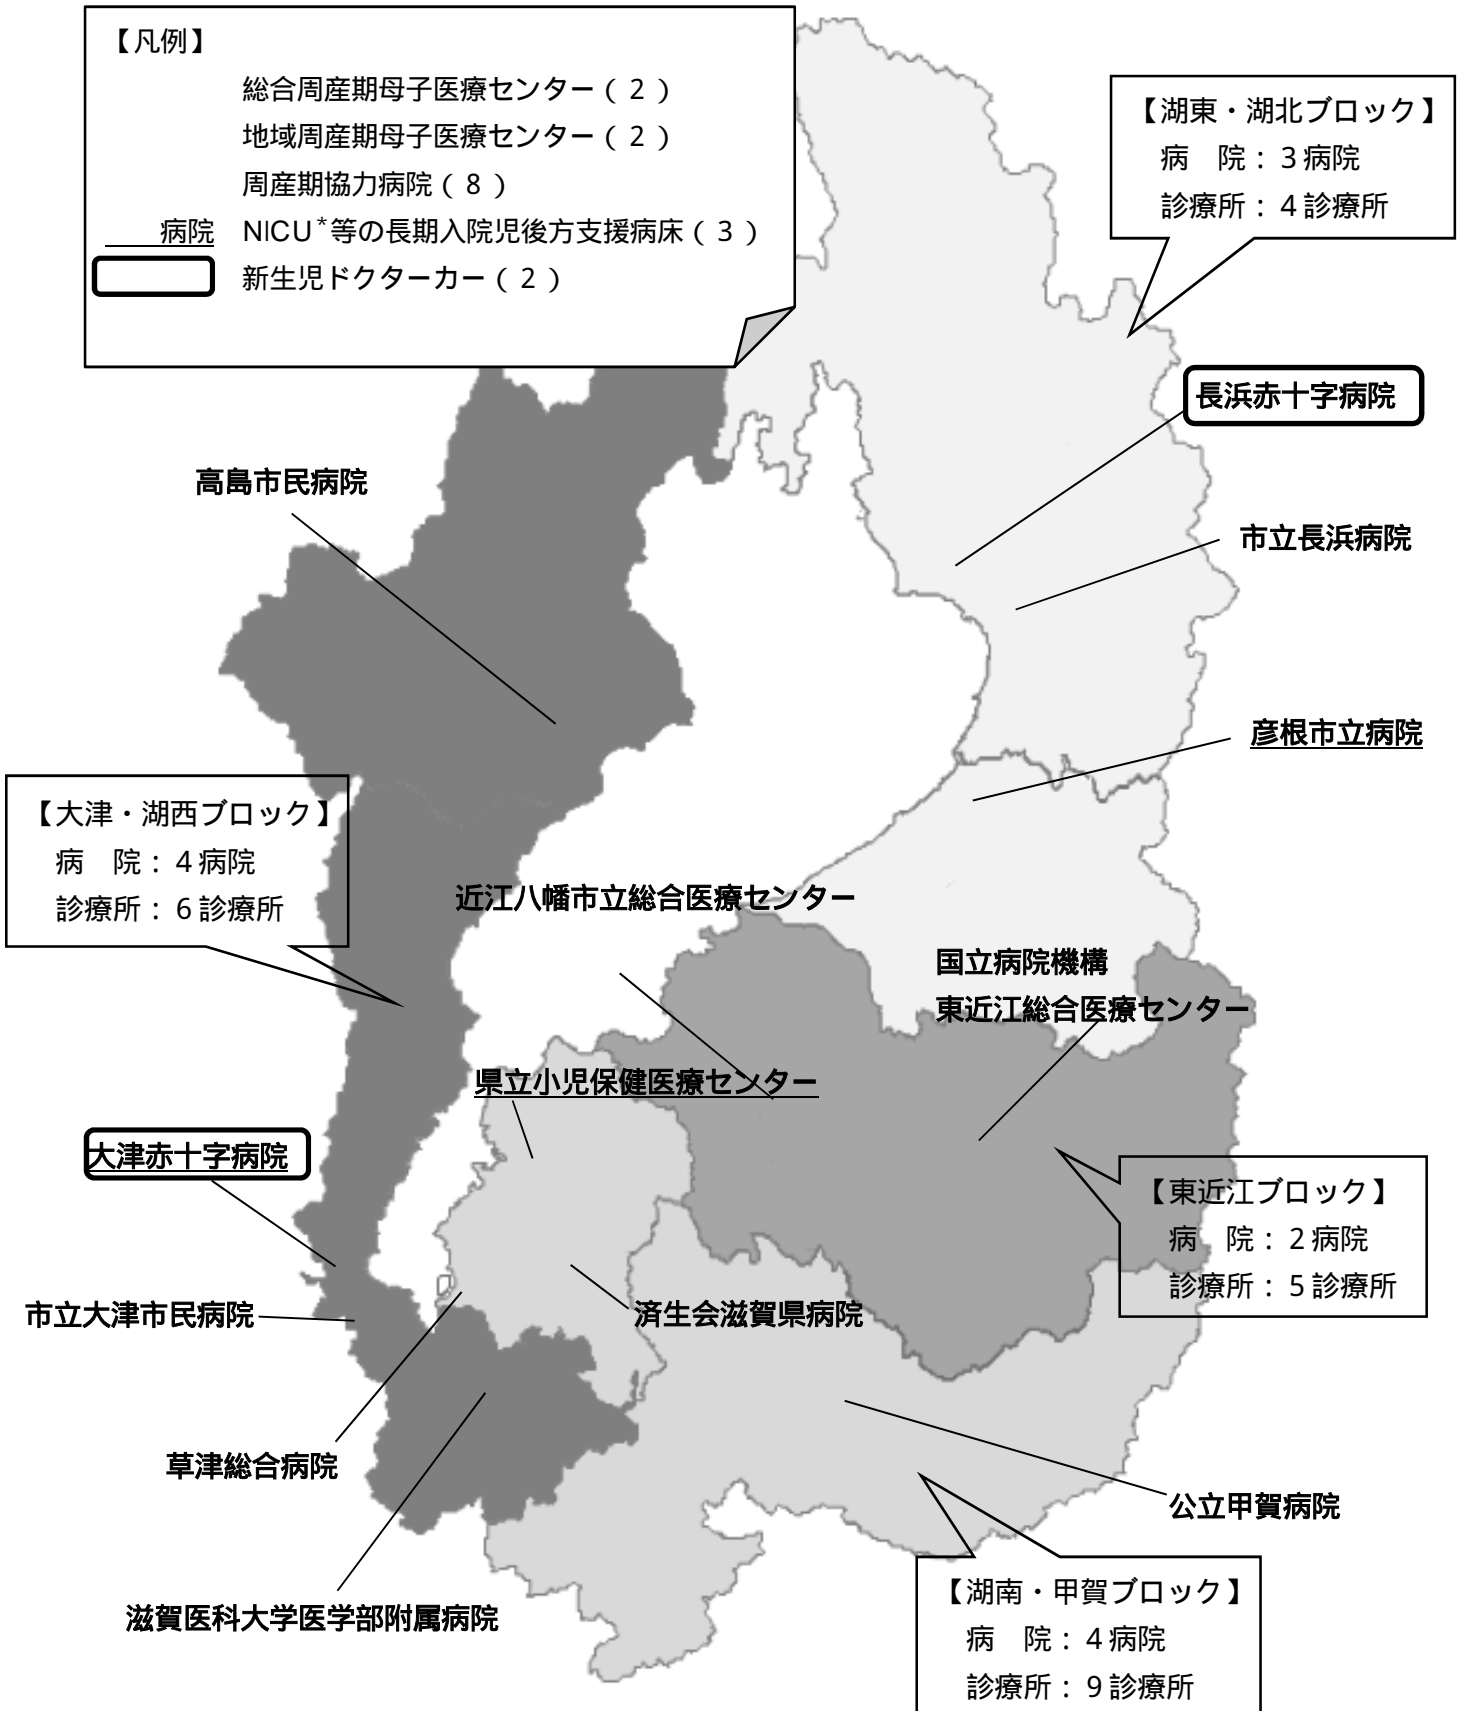 【凡例】
総合周産期母子医療センター（2）
地域周産期母子医療センター（2）
周産期協力病院（8）
病院 NICU*等の長期入院児後方支援病床（3）
新生児ドクターカー（2）
【湖東・湖北ブロック】
病 院：3病院
診療所：4診療所
長浜赤十字病院
高島市民病院
市立長浜病院
彦根市立病院
【大津・湖西ブロック】
病 院：4病院
診療所：6診療所
近江八幡市立総合医療センター
国立病院機構
東近江総合医療センター
県立小児保健医療センター
大津赤十字病院
【東近江ブロック】
病 院：2病院
診療所：5診療所
市立大津市民病院
済生会滋賀県病院
草津総合病院
公立甲賀病院
滋賀医科大学医学部附属病院
【湖南・甲賀ブロック】
病 院：4病院
診療所：9診療所